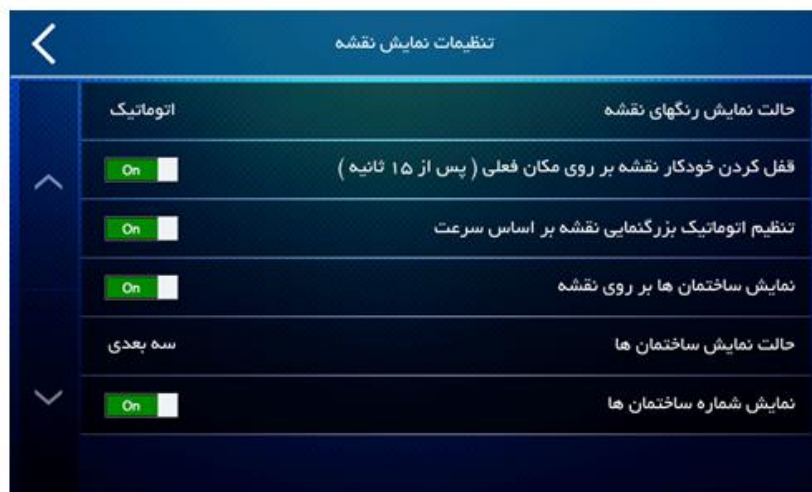 تنظیمات نمایش نقشه
حالت نمایش رنگهای نقشه اتوماتیک
قفل کردن خودکار نقشه بر روی مکان فعلی ( پس از ۱۵ ثانیه ) On
تنظیم اتوماتیک بزرگنمایی نقشه بر اساس سرعت On
نمایش ساختمان ها بر روی نقشه On
حالت نمایش ساختمان ها سه بعدی
نمایش شماره ساختمان ها On